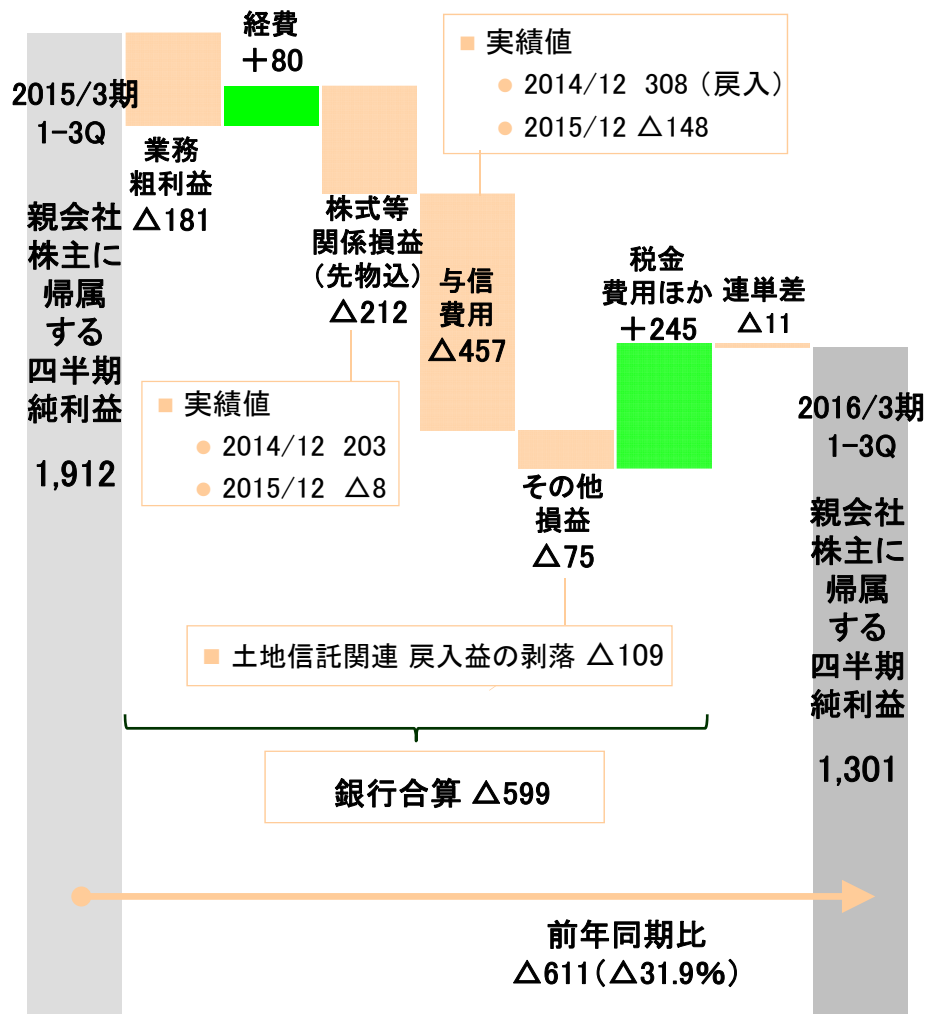 2015/3期
1-3Q
親会社
株主に
帰属
する
四半期
純利益
1,912
業務
粗利益
△181
経費
＋80
株式等
関係損益
（先物込）
△212
■ 実績値
● 2014/12 203
● 2015/12 △8
■ 実績値
● 2014/12 308（戻入）
● 2015/12 △148
与信
費用
△457
その他
損益
△75
■ 土地信託関連 戻入益の剥落 △109
税金
費用ほか
＋245
連単差
△11
銀行合算 △599
2016/3期
1-3Q
親会社
株主に
帰属
する
四半期
純利益
1,301
前年同期比
△611（△31.9%）